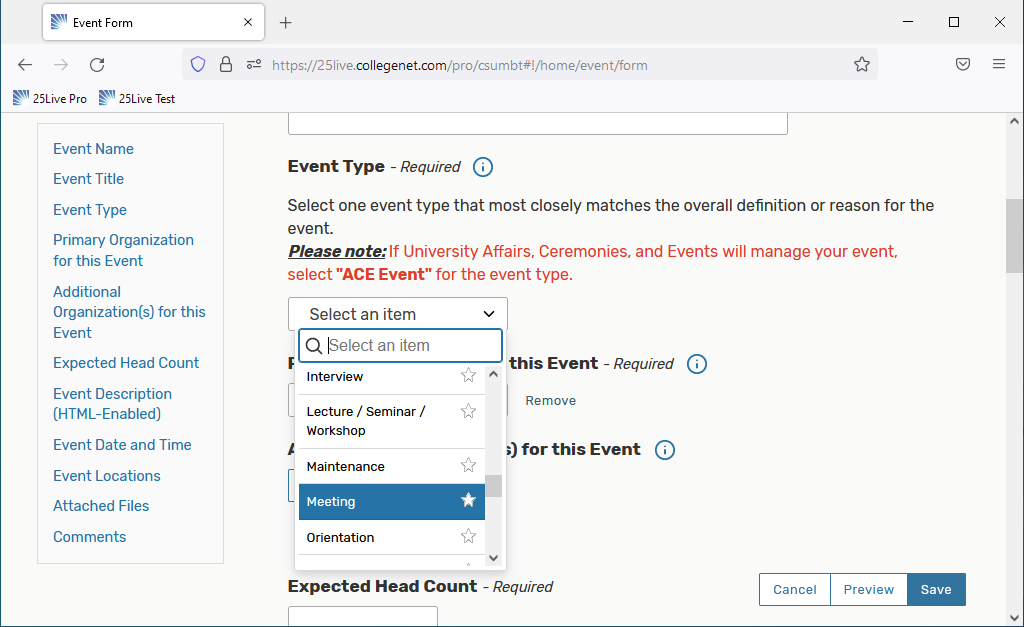 Event Form
https://25live.collegenet.com/pro/csumbt#!/home/event/form
25Live Pro
25Live Test
Event Name
Event Title
Event Type
Primary Organization
for this Event
Additional
Organization(s) for this
Event
Expected Head Count
Event Description
(HTML-Enabled)
Event Date and Time
Event Locations
Attached Files
Comments
Event Type - Required
Select one event type that most closely matches the overall definition or reason for the
event.
Please note: If University Affairs, Ceremonies, and Events will manage your event,
select "ACE Event" for the event type.
Select an item
Select an item
Interview
Lecture / Seminar /
Workshop
Maintenance
Meeting
Orientation
this Event - Required
Remove
) for this Event
Expected Head Count - Required
Cancel
Preview
Save